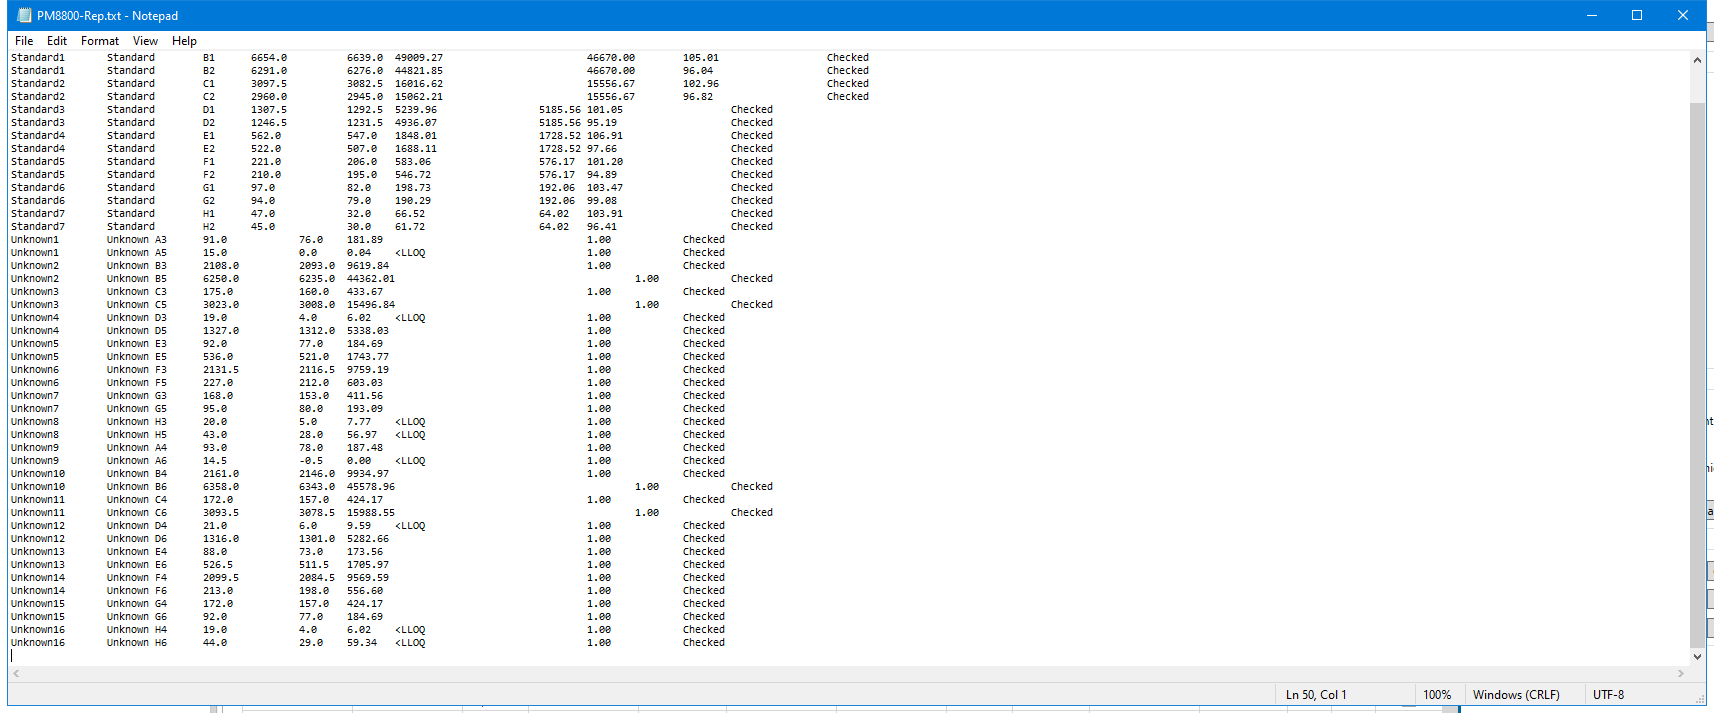 PM8800-Rep.txt - Notepad
File Edit Format View Help
Standard1 Standard B1 6654.0 6639.0 49009.27 46670.00 105.01 Checked
Standard1 Standard B2 6291.0 6276.0 44821.85 46670.00 96.04 Checked
Standard2 Standard C1 3097.5 3082.5 16016.62 15556.67 102.96 Checked
Standard2 Standard C2 2960.0 2945.0 15062.21 15556.67 96.82 Checked
Standard3 Standard D1 1307.5 1292.5 5239.96 5185.56 101.05 Checked
Standard3 Standard D2 1246.5 1231.5 4936.07 5185.56 95.19 Checked
Standard4 Standard E1 562.0 547.0 1848.01 1728.52 106.91 Checked
Standard4 Standard E2 522.0 507.0 1688.11 1728.52 97.66 Checked
Standard5 Standard F1 221.0 206.0 583.06 576.17 101.20 Checked
Standard5 Standard F2 210.0 195.0 546.72 576.17 94.89 Checked
Standard6 Standard G1 97.0 82.0 198.73 192.06 103.47 Checked
Standard6 Standard G2 94.0 79.0 190.29 192.06 99.08 Checked
Standard7 Standard H1 47.0 32.0 66.52 64.02 103.91 Checked
Standard7 Standard H2 45.0 30.0 61.72 64.02 96.41 Checked
Unknown1 Unknown A3 91.0 76.0 181.89 1.00 Checked
Unknown1 Unknown A5 15.0 0.0 0.04 <LLOQ 1.00 Checked
Unknown2 Unknown B3 2108.0 2093.0 9619.84 1.00 Checked
Unknown2 Unknown B5 6250.0 6235.0 44362.01 1.00 Checked
Unknown3 Unknown C3 175.0 160.0 433.67 1.00 Checked
Unknown3 Unknown C5 3023.0 3008.0 15496.84 1.00 Checked
Unknown4 Unknown D3 19.0 4.0 6.02 <LLOQ 1.00 Checked
Unknown4 Unknown D5 1327.0 1312.0 5338.03 1.00 Checked
Unknown5 Unknown E3 92.0 77.0 184.69 1.00 Checked
Unknown5 Unknown E5 536.0 521.0 1743.77 1.00 Checked
Unknown6 Unknown F3 2131.5 2116.5 9759.19 1.00 Checked
Unknown6 Unknown F5 227.0 212.0 603.03 1.00 Checked
Unknown7 Unknown G3 168.0 153.0 411.56 1.00 Checked
Unknown7 Unknown G5 95.0 80.0 193.09 1.00 Checked
Unknown8 Unknown H3 20.0 5.0 7.77 <LLOQ 1.00 Checked
Unknown8 Unknown H5 43.0 28.0 56.97 <LLOQ 1.00 Checked
Unknown9 Unknown A4 93.0 78.0 187.48 1.00 Checked
Unknown9 Unknown A6 14.5 -0.5 0.00 <LLOQ 1.00 Checked
Unknown10 Unknown B4 2161.0 2146.0 9934.97 1.00 Checked
Unknown10 Unknown B6 6358.0 6343.0 45578.96 1.00 Checked
Unknown11 Unknown C4 172.0 157.0 424.17 1.00 Checked
Unknown11 Unknown C6 3093.5 3078.5 15988.55 1.00 Checked
Unknown12 Unknown D4 21.0 6.0 9.59 <LLOQ 1.00 Checked
Unknown12 Unknown D6 1316.0 1301.0 5282.66 1.00 Checked
Unknown13 Unknown E4 88.0 73.0 173.56 1.00 Checked
Unknown13 Unknown E6 526.5 511.5 1705.97 1.00 Checked
Unknown14 Unknown F4 2099.5 2084.5 9569.59 1.00 Checked
Unknown14 Unknown F6 213.0 198.0 556.60 1.00 Checked
Unknown15 Unknown G4 172.0 157.0 424.17 1.00 Checked
Unknown15 Unknown G6 92.0 77.0 184.69 1.00 Checked
Unknown16 Unknown H4 19.0 4.0 6.02 <LLOQ 1.00 Checked
Unknown16 Unknown H6 44.0 29.0 59.34 <LLOQ 1.00 Checked
Ln 50, Col 1 100% Windows (CRLF) UTF-8